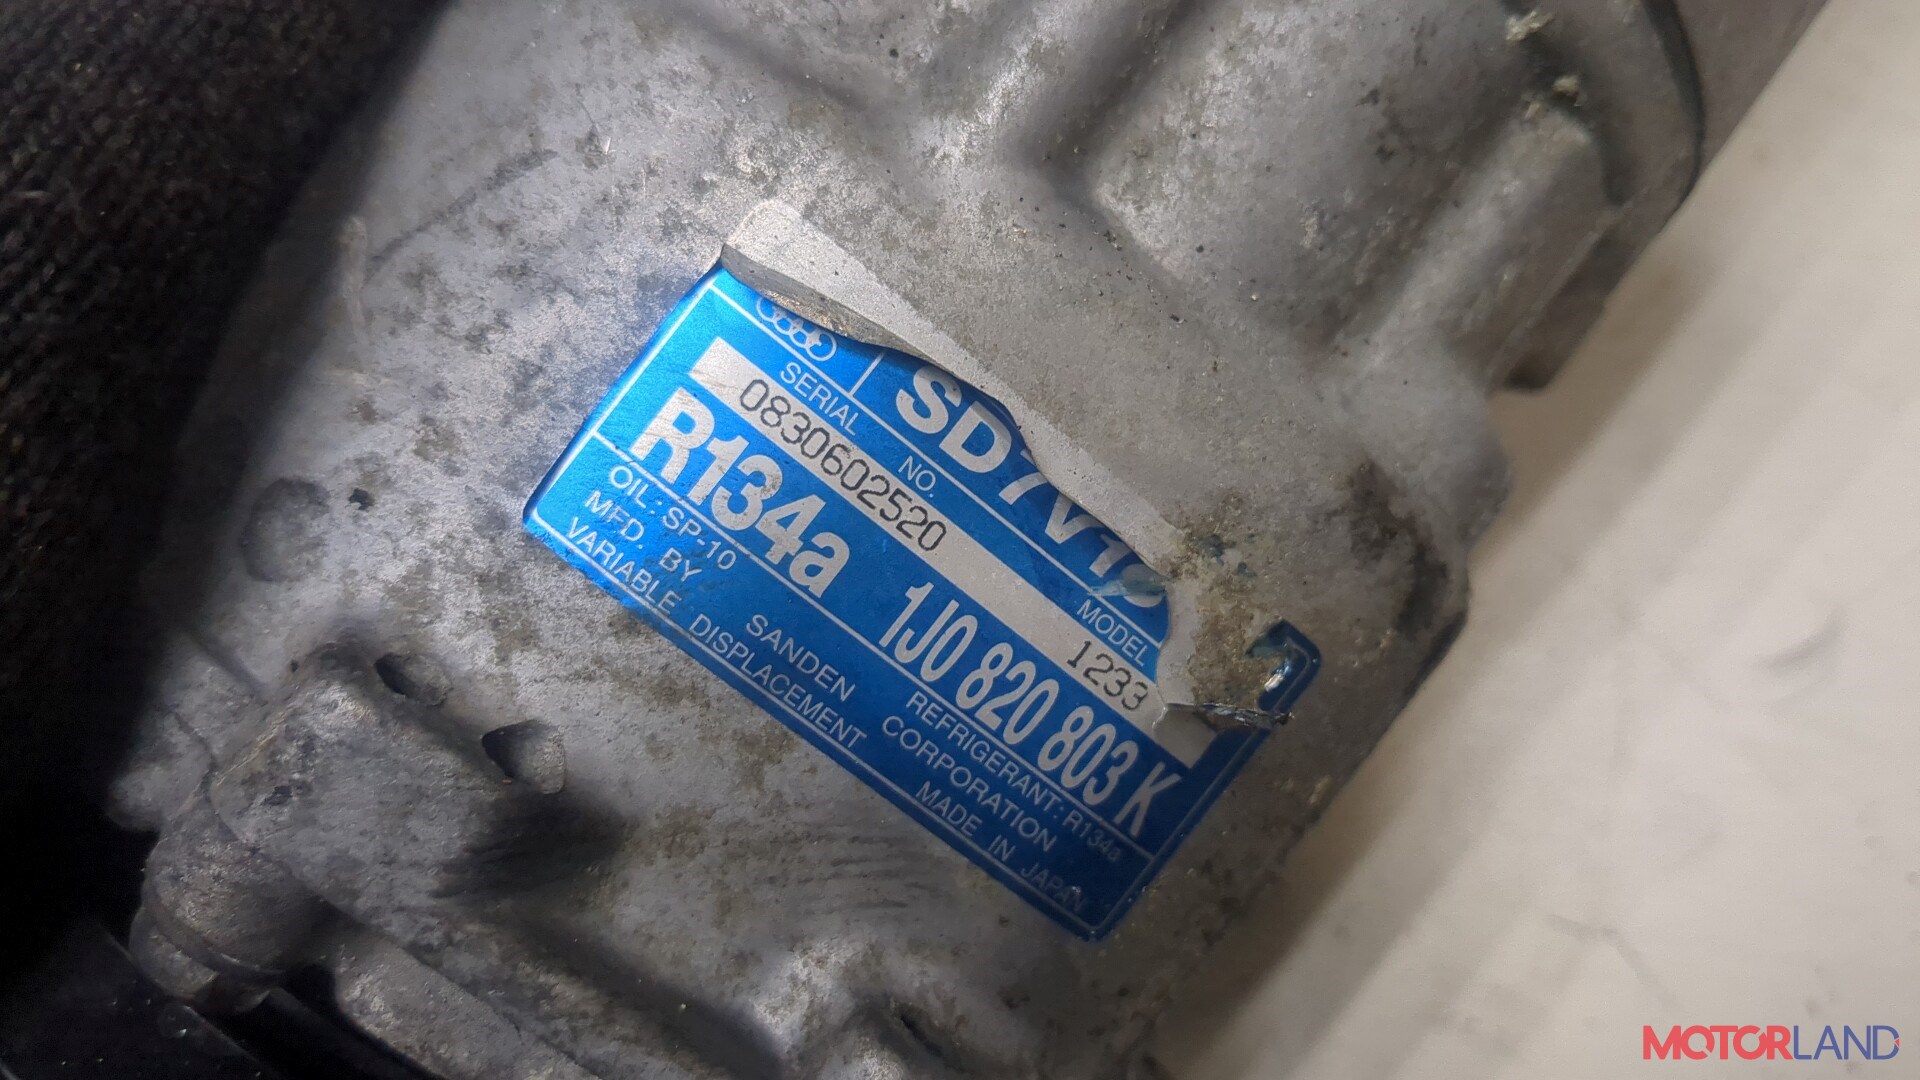 SD7V16
SERIAL NO. MODEL
0830602520 1233
R134a 1J0 820 803 K
OIL: SP-10 REFRIGERANT: R134a
MFD. BY SANDEN CORPORATION
VARIABLE DISPLACEMENT MADE IN JAPAN
MOTORLAND